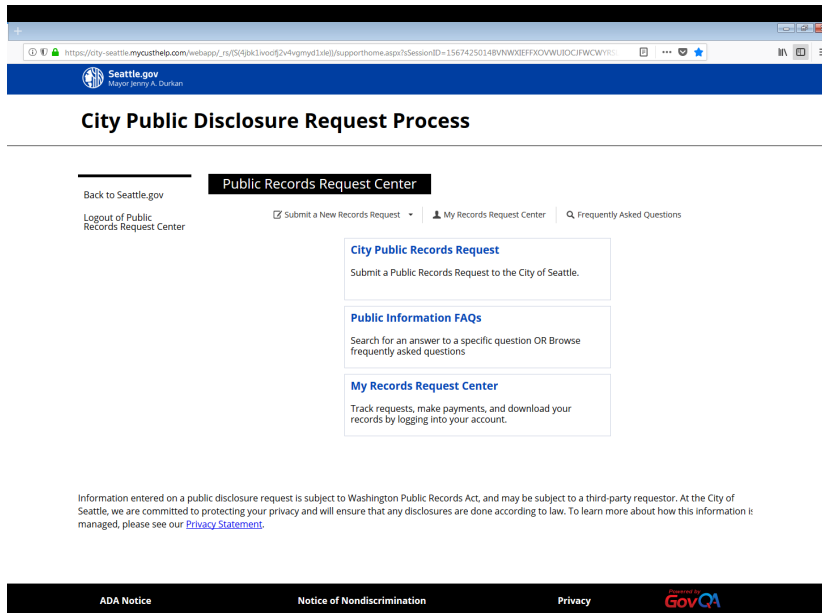 https://city-seattle.mycusthelp.com/webapp/_rs/
Seattle.gov
Mayor Jenny A. Durkan
City Public Disclosure Request Process
Back to Seattle.gov
Logout of Public
Records Request Center
Public Records Request Center
Submit a New Records Request
My Records Request Center
Frequently Asked Questions
City Public Records Request
Submit a Public Records Request to the City of Seattle.
Public Information FAQs
Search for an answer to a specific question OR Browse
frequently asked questions
My Records Request Center
Track requests, make payments, and download your
records by logging into your account.
Information entered on a public disclosure request is subject to Washington Public Records Act, and may be subject to a third-party requestor. At the City of
Seattle, we are committed to protecting your privacy and will ensure that any disclosures are done according to law. To learn more about how this information is
managed, please see our Privacy Statement.
ADA Notice
Notice of Nondiscrimination
Privacy
Powered by
GovQA